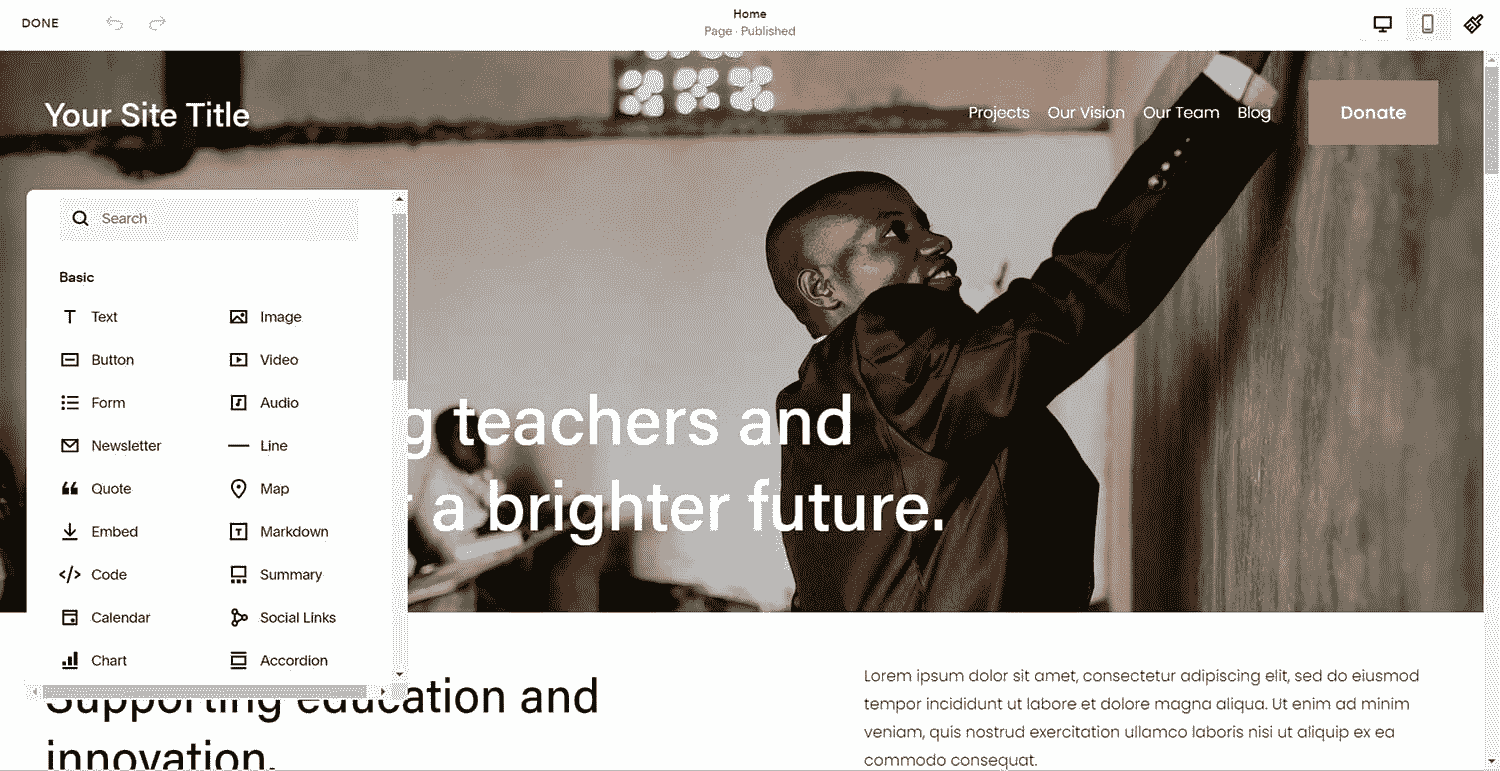 DONE
Home
Page · Published
Your Site Title
Projects Our Vision Our Team Blog Donate
Search
Basic
Text Image
Button Video
Form Audio
Newsletter Line
Quote Map
Embed Markdown
Code Summary
Calendar Social Links
Chart Accordion
g teachers and
a brighter future.
Supporting education and
innovation.
Lorem ipsum dolor sit amet, consectetur adipiscing elit, sed do eiusmod
tempor incididunt ut labore et dolore magna aliqua. Ut enim ad minim
veniam, quis nostrud exercitation ullamco laboris nisi ut aliquip ex ea
commodo consequat.